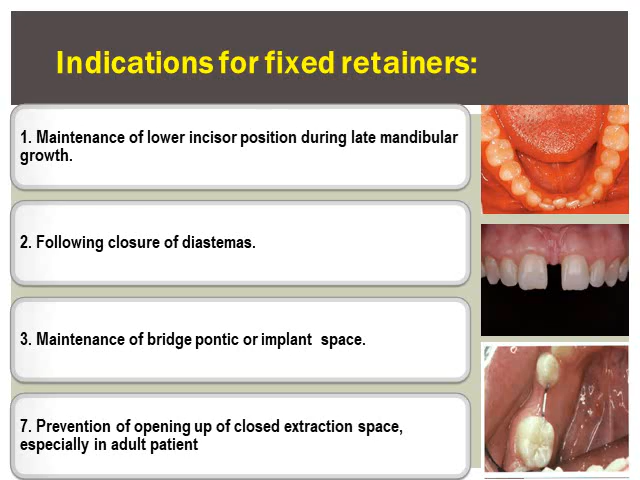 Indications for fixed retainers:
1. Maintenance of lower incisor position during late mandibular
growth.
2. Following closure of diastemas.
3. Maintenance of bridge pontic or implant  space.
7. Prevention of opening up of closed extraction space,
especially in adult patient